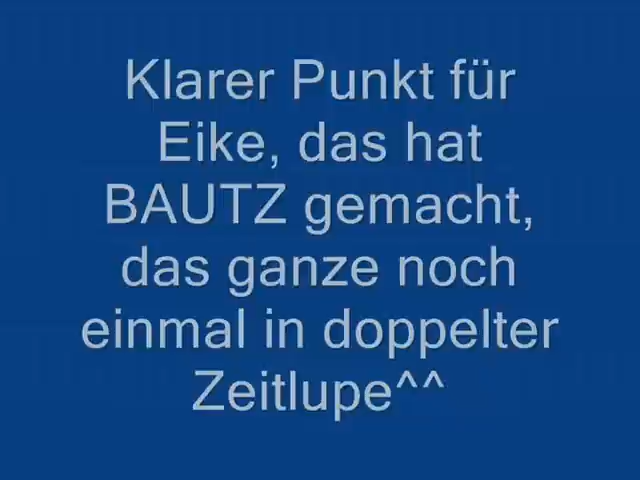 Klarer Punkt für
Eike, das hat
BAUTZ gemacht,
das ganze noch
einmal in doppelter
Zeitlupe^^